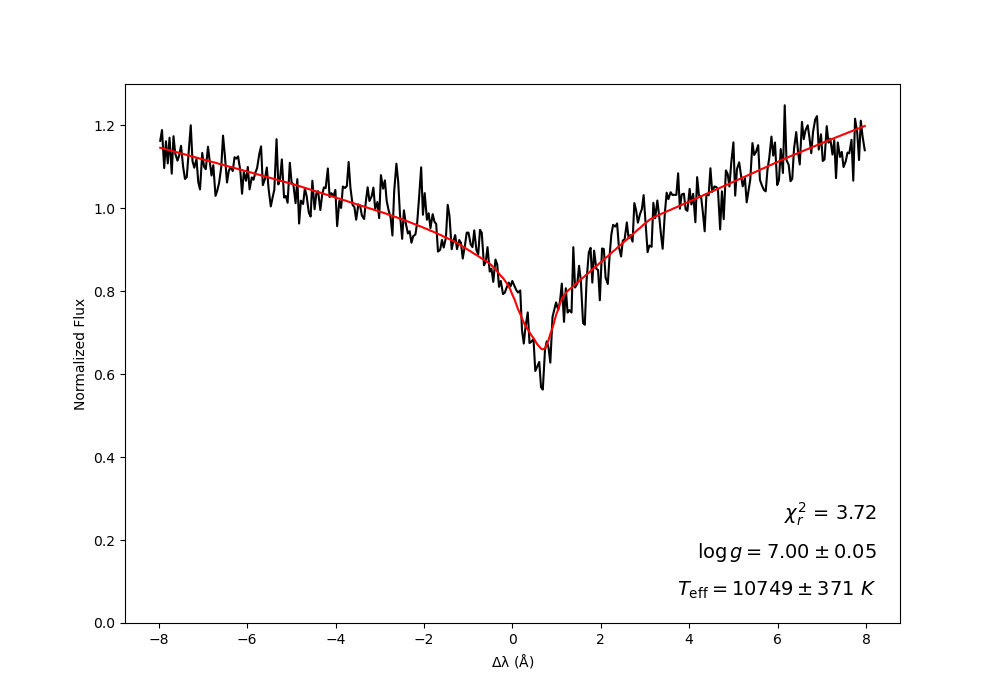 1.2
1.0
0.8
0.6
0.4
0.2
0.0
Normalized Flux
χ²ᵣ = 3.72
log g = 7.00 ± 0.05
T_eff = 10749 ± 371 K
−8 −6 −4 −2 0 2 4 6 8
Δλ (Å)